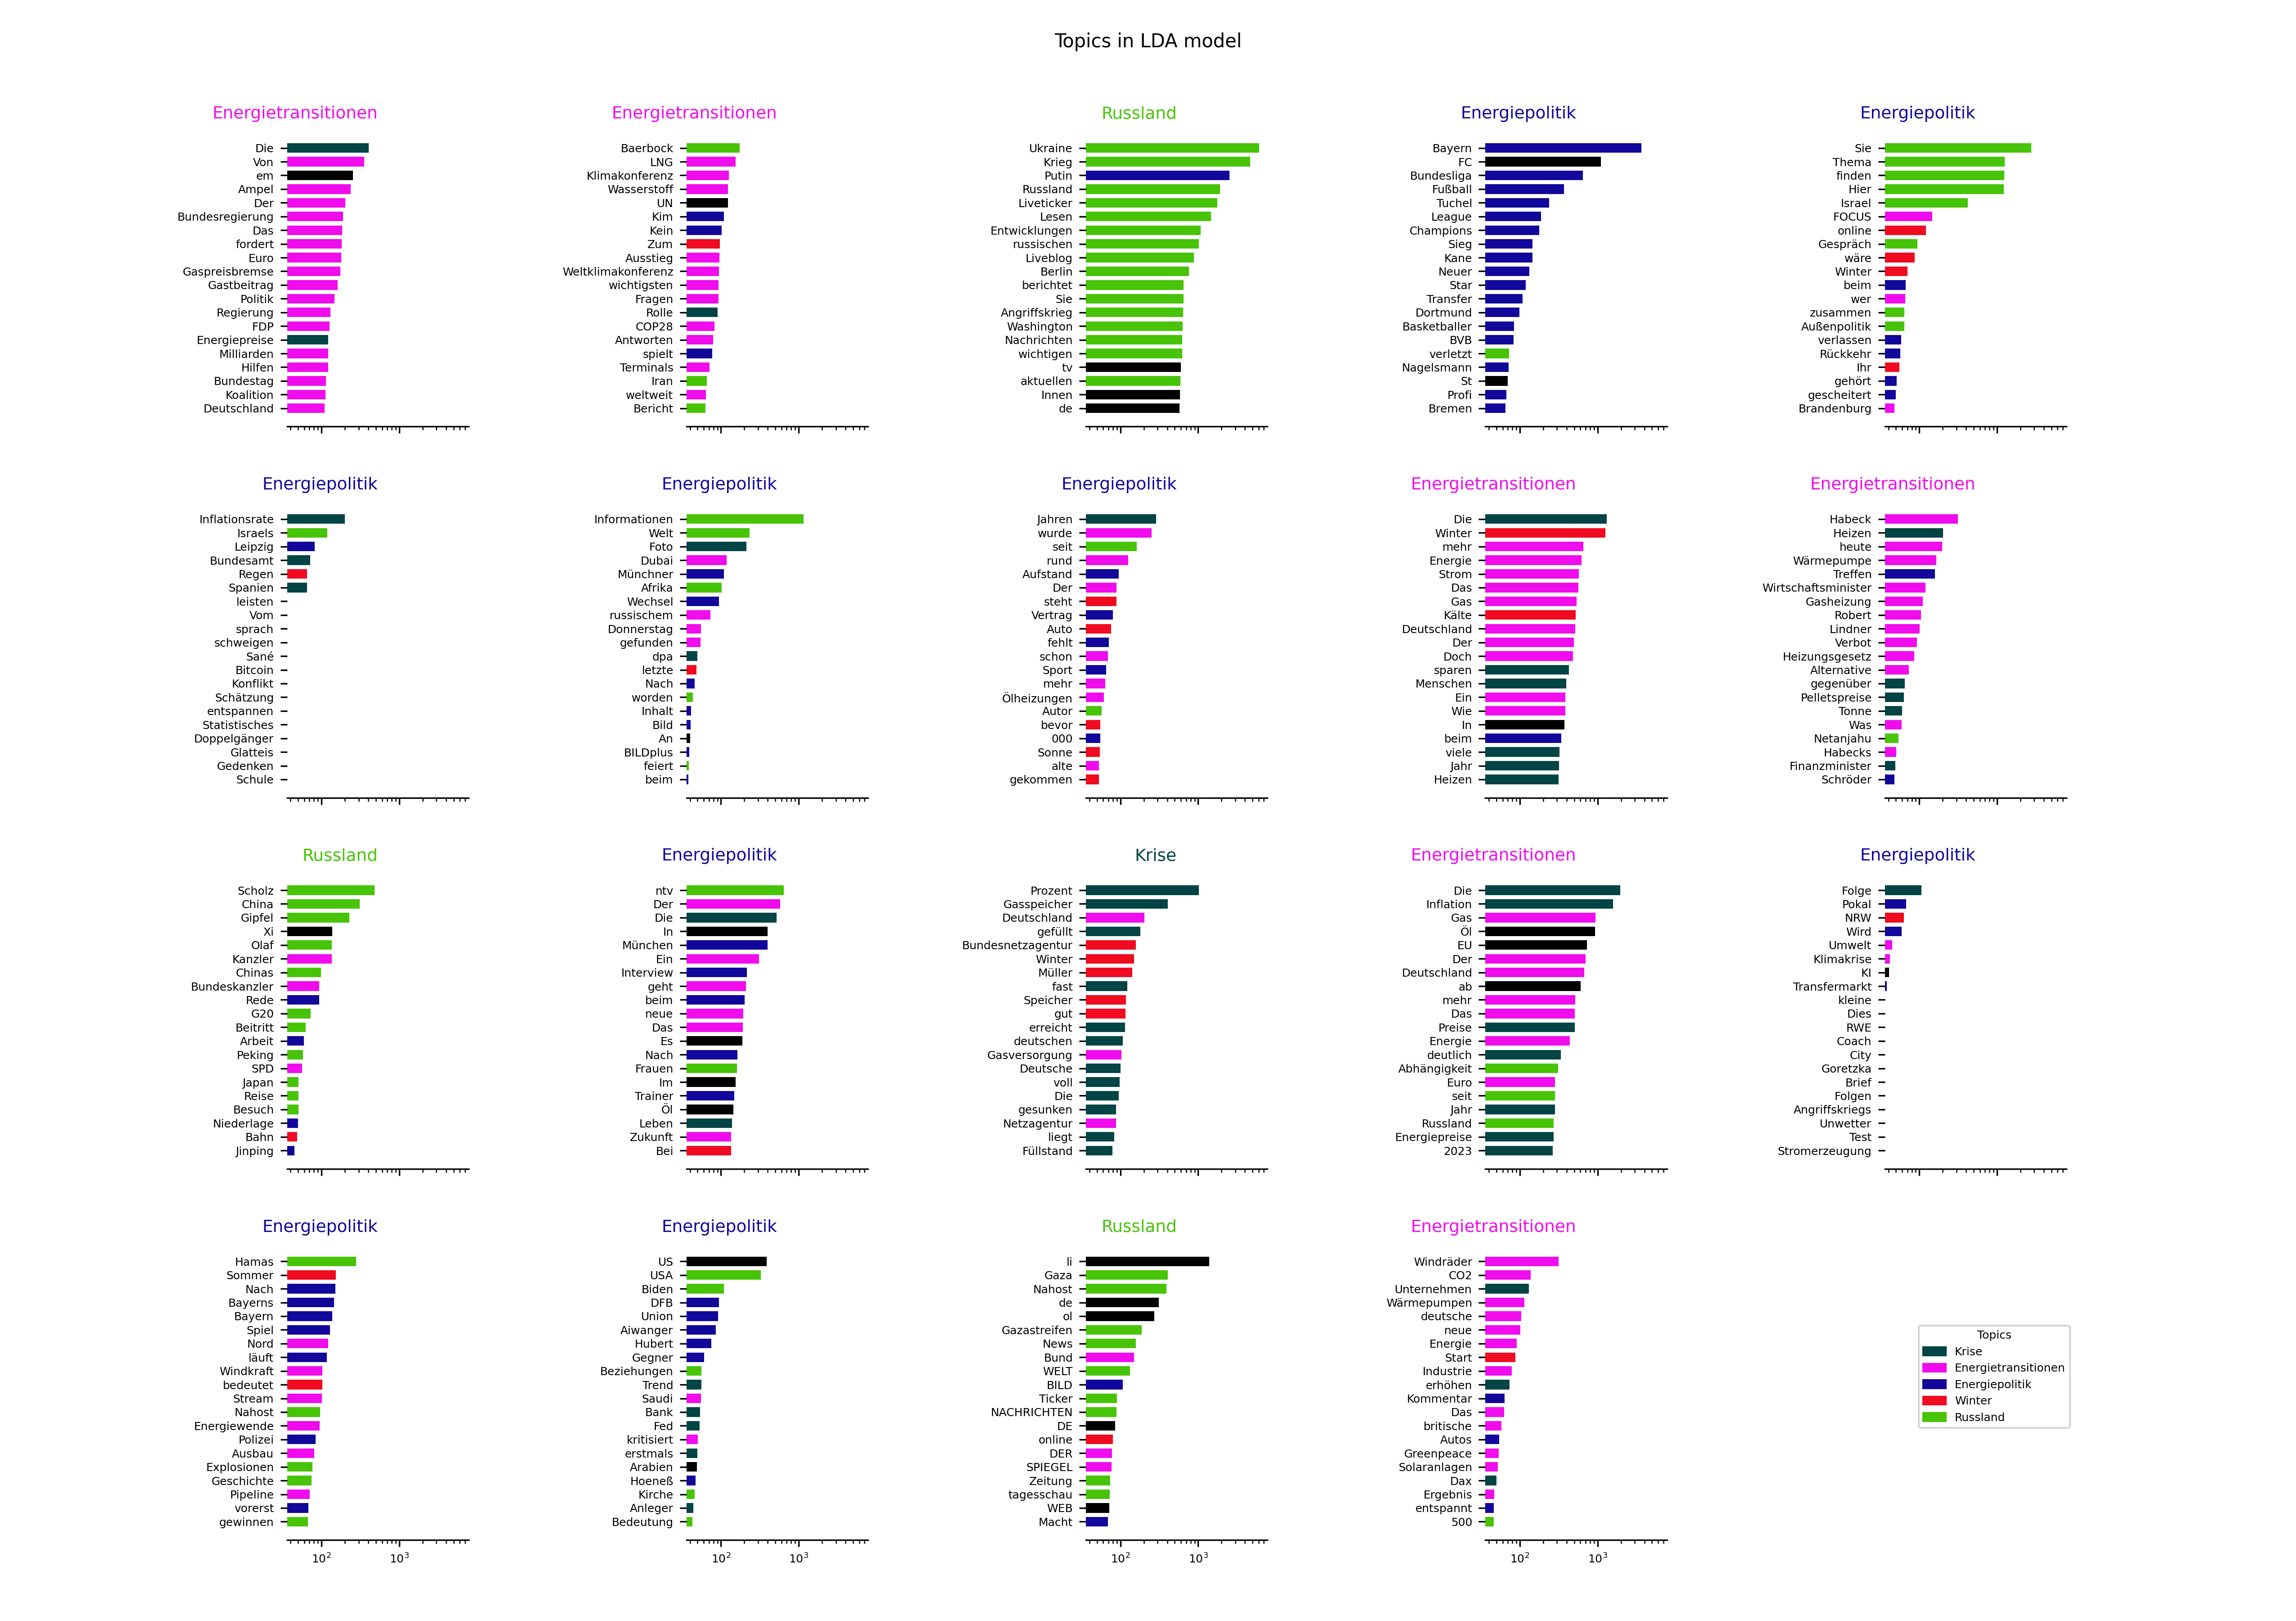 Topics in LDA model
Energietransitionen
Die
Von
em
Ampel
Der
Bundesregierung
Das
fordert
Euro
Gaspreisbremse
Gastbeitrag
Politik
Regierung
FDP
Energiepreise
Milliarden
Hilfen
Bundestag
Koalition
Deutschland
Energietransitionen
Baerbock
LNG
Klimakonferenz
Wasserstoff
UN
Kim
Kein
Zum
Ausstieg
Weltklimakonferenz
wichtigsten
Fragen
Rolle
COP28
Antworten
spielt
Terminals
Iran
weltweit
Bericht
Russland
Ukraine
Krieg
Putin
Russland
Liveticker
Lesen
Entwicklungen
russischen
Liveblog
Berlin
berichtet
Sie
Angriffskrieg
Washington
Nachrichten
wichtigen
tv
aktuellen
Innen
de
Energiepolitik
Bayern
FC
Bundesliga
Fußball
Tuchel
League
Champions
Sieg
Kane
Neuer
Star
Transfer
Dortmund
Basketballer
BVB
verletzt
Nagelsmann
St
Profi
Bremen
Energiepolitik
Sie
Thema
finden
Hier
Israel
FOCUS
online
Gespräch
wäre
Winter
beim
wer
zusammen
Außenpolitik
verlassen
Rückkehr
Ihr
gehört
gescheitert
Brandenburg
Energiepolitik
Inflationsrate
Israels
Leipzig
Bundesamt
Regen
Spanien
leisten
Vom
sprach
schweigen
Sané
Bitcoin
Konflikt
Schätzung
entspannen
Statistisches
Doppelgänger
Glatteis
Gedenken
Schule
Energiepolitik
Informationen
Welt
Foto
Dubai
Münchner
Afrika
Wechsel
russischem
Donnerstag
gefunden
dpa
letzte
Nach
worden
Inhalt
Bild
An
BILDplus
feiert
beim
Energiepolitik
Jahren
wurde
seit
rund
Aufstand
Der
steht
Vertrag
Auto
fehlt
schon
Sport
mehr
Ölheizungen
Autor
bevor
000
Sonne
alte
gekommen
Energietransitionen
Die
Winter
mehr
Energie
Strom
Das
Gas
Kälte
Deutschland
Der
Doch
sparen
Menschen
Ein
Wie
In
beim
viele
Jahr
Heizen
Energietransitionen
Habeck
Heizen
heute
Wärmepumpe
Treffen
Wirtschaftsminister
Gasheizung
Robert
Lindner
Verbot
Heizungsgesetz
Alternative
gegenüber
Pelletspreise
Tonne
Was
Netanjahu
Habecks
Finanzminister
Schröder
Russland
Scholz
China
Gipfel
Xi
Olaf
Kanzler
Chinas
Bundeskanzler
Rede
G20
Beitritt
Arbeit
Peking
SPD
Japan
Reise
Besuch
Niederlage
Bahn
Jinping
Energiepolitik
ntv
Der
Die
In
München
Ein
Interview
geht
beim
neue
Das
Es
Nach
Frauen
Im
Trainer
Öl
Leben
Zukunft
Bei
Krise
Prozent
Gasspeicher
Deutschland
gefüllt
Bundesnetzagentur
Winter
Müller
fast
Speicher
gut
erreicht
deutschen
Gasversorgung
Deutsche
voll
Die
gesunken
Netzagentur
liegt
Füllstand
Energietransitionen
Die
Inflation
Gas
Öl
EU
Der
Deutschland
ab
mehr
Das
Preise
Energie
deutlich
Abhängigkeit
Euro
seit
Jahr
Russland
Energiepreise
2023
Energiepolitik
Folge
Pokal
NRW
Wird
Umwelt
Klimakrise
KI
Transfermarkt
kleine
Dies
RWE
Coach
City
Goretzka
Brief
Folgen
Angriffskriegs
Unwetter
Test
Stromerzeugung
Energiepolitik
Hamas
Sommer
Nach
Bayerns
Bayern
Spiel
Nord
läuft
Windkraft
bedeutet
Stream
Nahost
Energiewende
Polizei
Ausbau
Explosionen
Geschichte
Pipeline
vorerst
gewinnen
10² 10³
Energiepolitik
US
USA
Biden
DFB
Union
Aiwanger
Hubert
Gegner
Beziehungen
Trend
Saudi
Bank
Fed
kritisiert
erstmals
Arabien
Hoeneß
Kirche
Anleger
Bedeutung
10² 10³
Russland
li
Gaza
Nahost
de
ol
Gazastreifen
News
Bund
WELT
BILD
Ticker
NACHRICHTEN
DE
online
DER
SPIEGEL
Zeitung
tagesschau
WEB
Macht
10² 10³
Energietransitionen
Windräder
CO2
Unternehmen
Wärmepumpen
deutsche
neue
Energie
Start
Industrie
erhöhen
Kommentar
Das
britische
Autos
Greenpeace
Solaranlagen
Dax
Ergebnis
entspannt
500
10² 10³
Topics
Krise
Energietransitionen
Energiepolitik
Winter
Russland